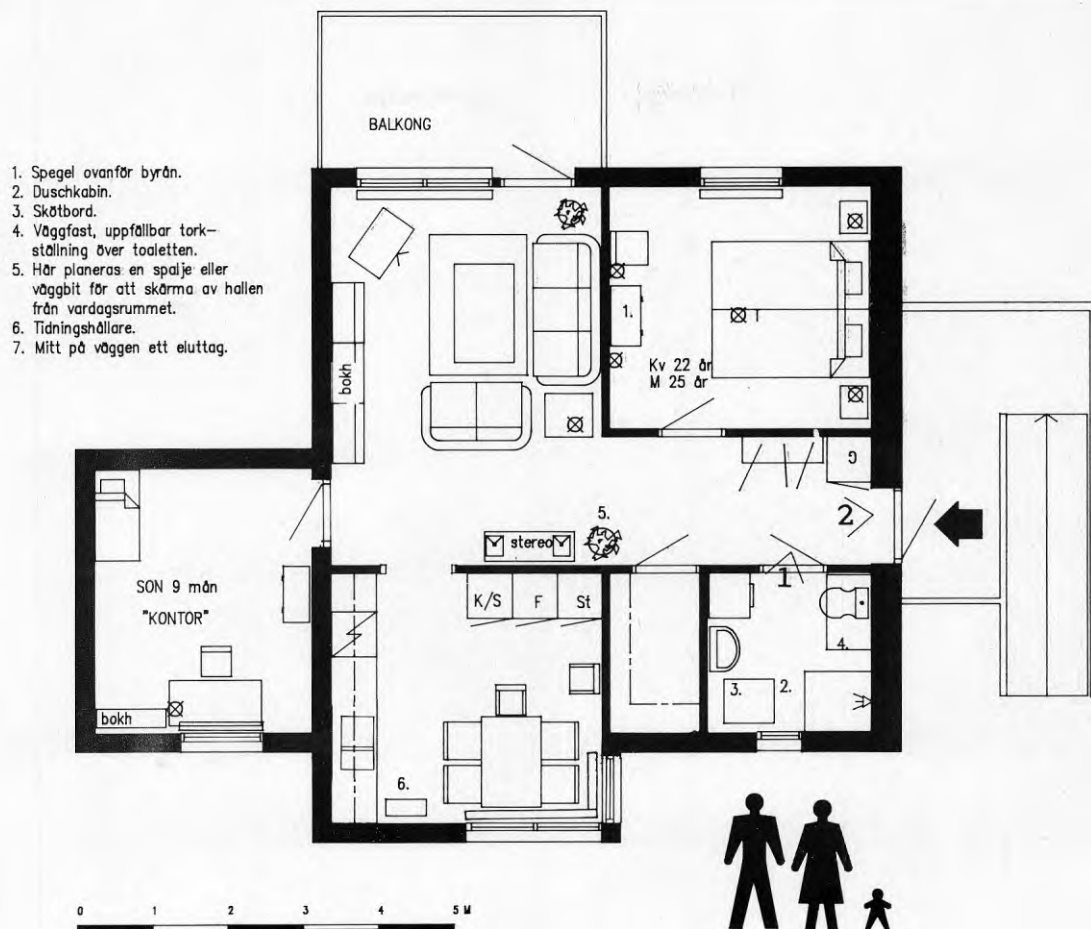 BALKONG
1. Spegel ovanför byrån.
2. Duschkabin.
3. Skötbord.
4. Väggfast, uppfällbar tork-
ställning över toaletten.
5. Här planeras en spalje eller
väggbit för att skärma av hallen
från vardagsrummet.
6. Tidningshållare.
7. Mitt på väggen ett eluttag.
1.
T
Kv 22 år
M 25 år
bokh
G
5.
2
stereo
1
SON 9 mån
"KONTOR"
K/S F St
4.
3. 2.
bokh
6.
0 1 2 3 4 5 M